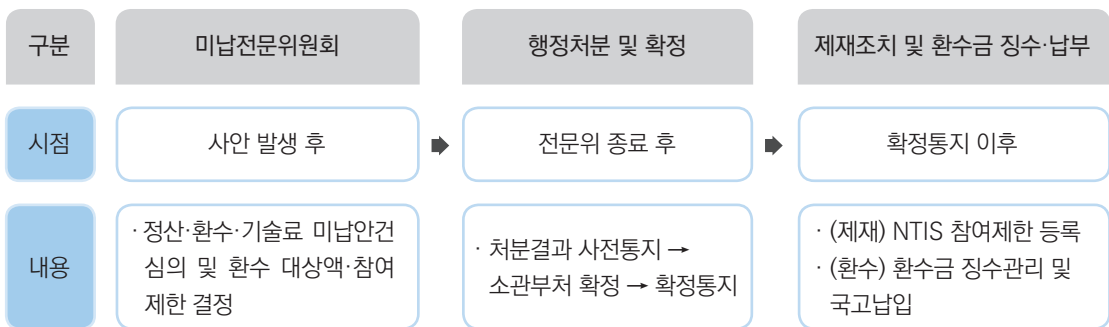 구분
미납전문위원회
행정처분 및 확정
제재조치 및 환수금 징수·납부
시점
사안 발생 후
전문위 종료 후
확정통지 이후
내용
· 정산·환수·기술료 미납안건
심의 및 환수 대상액·참여
제한 결정
· 처분결과 사전통지 →
소관부처 확정 → 확정통지
· (제재) NTIS 참여제한 등록
· (환수) 환수금 징수관리 및
국고납입